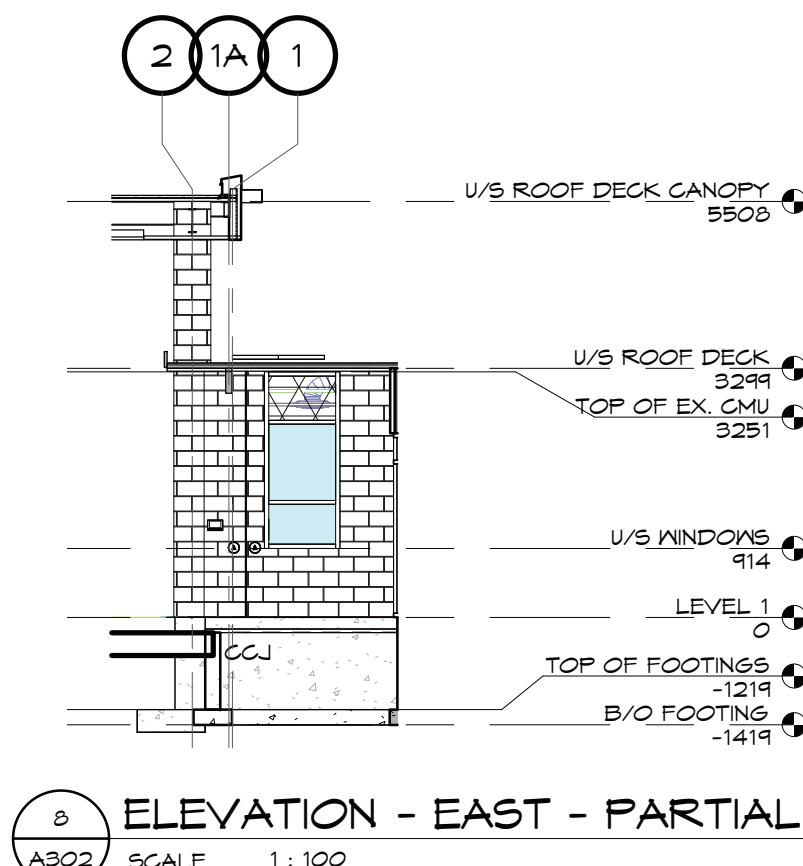 2 1A 1
U/S ROOF DECK CANOPY
5508
U/S ROOF DECK
3299
TOP OF EX. CMU
3251
U/S WINDOWS
914
LEVEL 1
0
CCJ
TOP OF FOOTINGS
-1219
B/O FOOTING
-1419
8 ELEVATION - EAST - PARTIAL
A302 SCALE 1 : 100